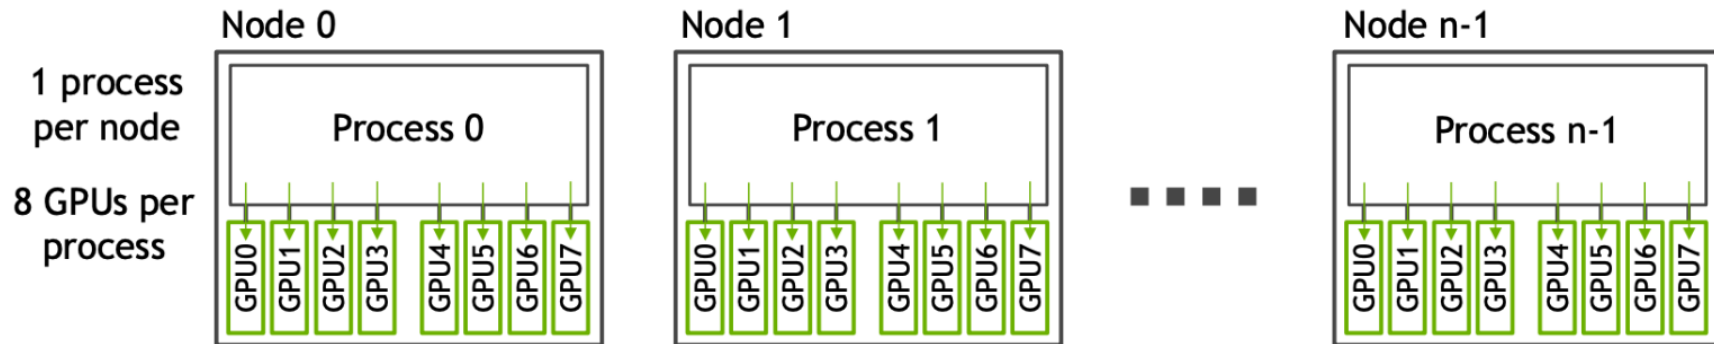 Node 0
Node 1
Node n-1
1 process
per node
8 GPUs per
process
Process 0
GPU0
GPU1
GPU2
GPU3
GPU4
GPU5
GPU6
GPU7
Process 1
GPU0
GPU1
GPU2
GPU3
GPU4
GPU5
GPU6
GPU7
Process n-1
GPU0
GPU1
GPU2
GPU3
GPU4
GPU5
GPU6
GPU7